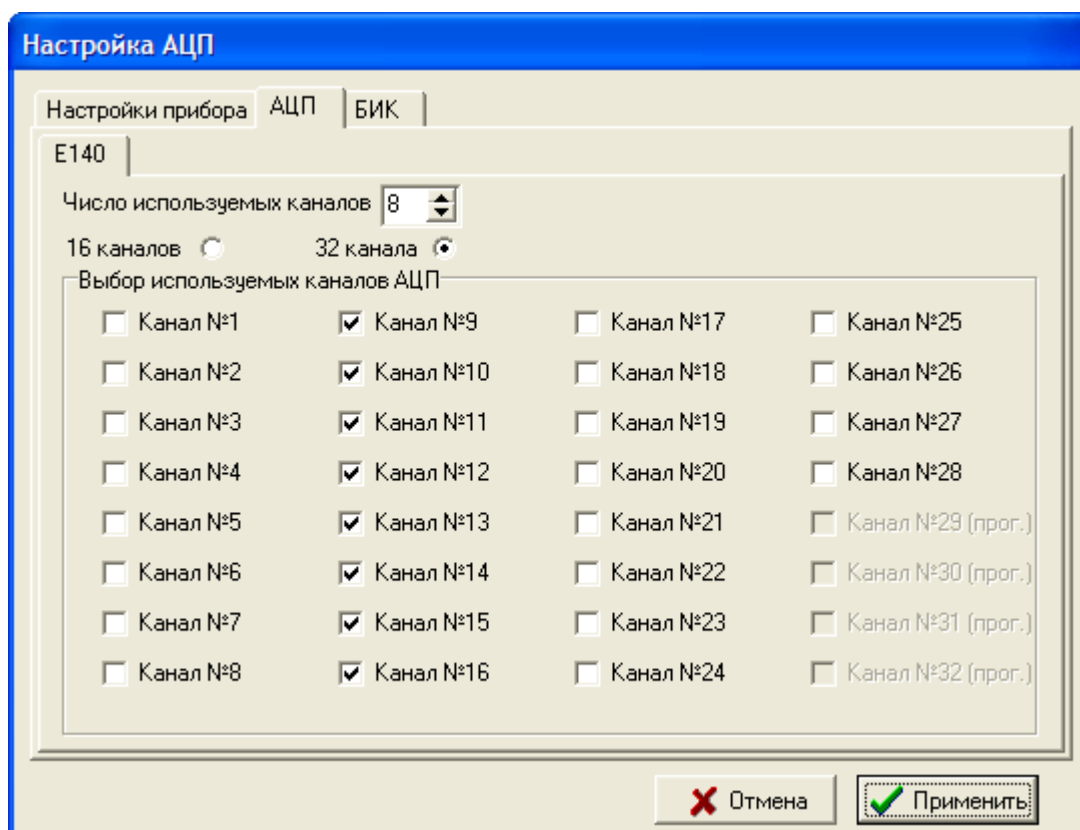 Настройка АЦП
Настройки прибора АЦП БИК
E140
Число используемых каналов 8
16 каналов 32 канала
Выбор используемых каналов АЦП
Канал №1 Канал №9 Канал №17 Канал №25
Канал №2 Канал №10 Канал №18 Канал №26
Канал №3 Канал №11 Канал №19 Канал №27
Канал №4 Канал №12 Канал №20 Канал №28
Канал №5 Канал №13 Канал №21 Канал №29 (прог.)
Канал №6 Канал №14 Канал №22 Канал №30 (прог.)
Канал №7 Канал №15 Канал №23 Канал №31 (прог.)
Канал №8 Канал №16 Канал №24 Канал №32 (прог.)
Отмена Применить